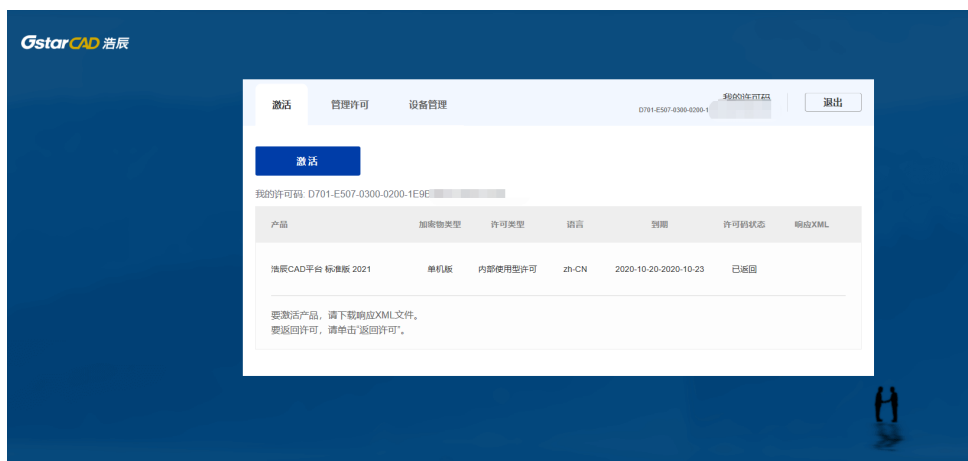 GstarCAD 浩辰
激活 管理许可 设备管理 我的许可码 退出
D701-E507-0300-0200-1
激活
我的许可码: D701-E507-0300-0200-1E9E
产品 加密物类型 许可类型 语言 到期 许可码状态 响应XML
浩辰CAD平台 标准版 2021 单机版 内部使用型许可 zh-CN 2020-10-20-2020-10-23 已返回
要激活产品，请下载响应XML文件。
要返回许可，请单击“返回许可”。